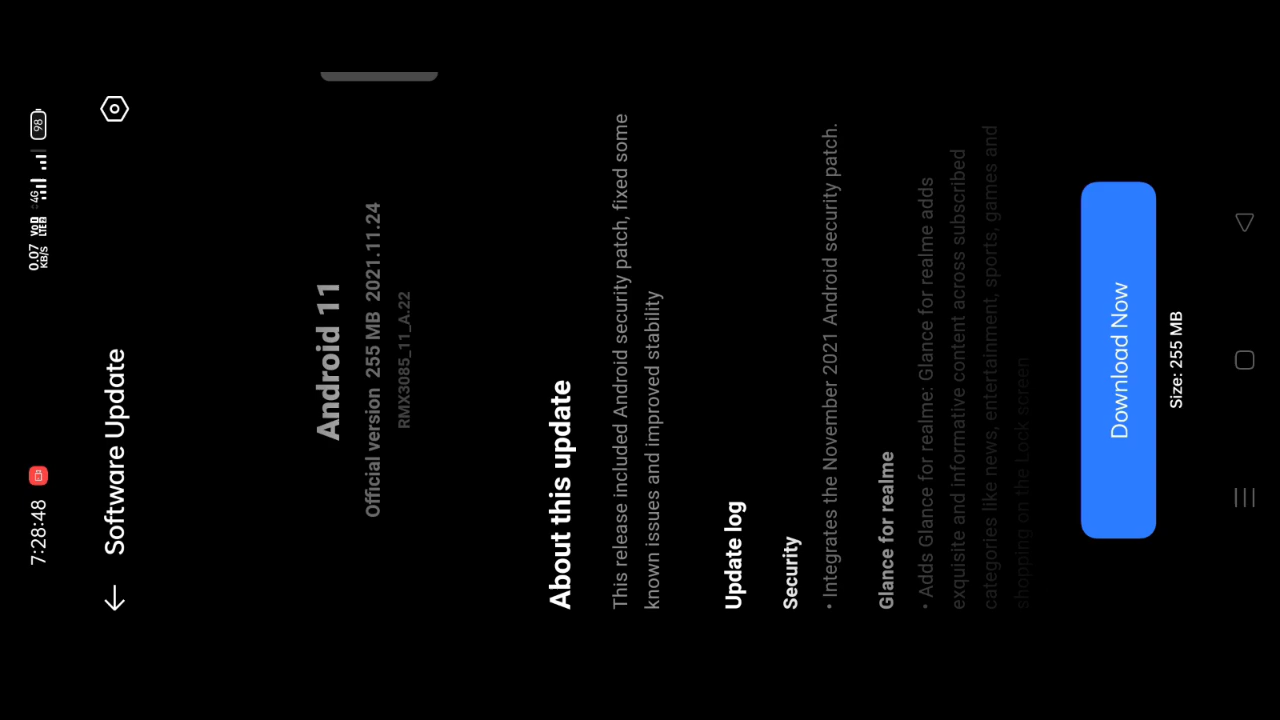 7:28:48 0.07 KB/S VoD LTE2 4G 98
Software Update
Android 11
Official version 255 MB 2021.11.24
RMX3085_11_A.22
About this update
This release included Android security patch, fixed some
known issues and improved stability
Update log
Security
• Integrates the November 2021 Android security patch.
Glance for realme
• Adds Glance for realme: Glance for realme adds
exquisite and informative content across subscribed
categories like news, entertainment, sports, games and
shopping on the Lock screen
Download Now
Size: 255 MB